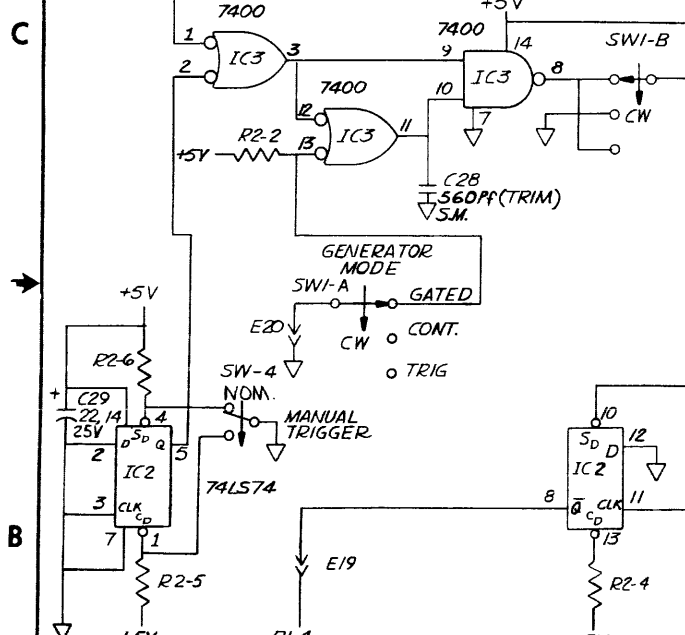 C
7400
1
2
IC3
3
7400
12
13
IC3
11
R2-2
+5V
+5V
7400
14
9
10
IC3
8
7
SW1-B
CW
C28
560Pf (TRIM)
S.M.
GENERATOR
MODE
SW1-A
GATED
E20
CW
CONT.
TRIG
+5V
R2-6
SW-4
NOM.
MANUAL
TRIGGER
+
C29
22
25V
14
4
D
SD
Q
2
5
IC2
74LS74
3
CLK
CD
7
1
R2-5
B
10
SD
D
12
IC2
8
Q̅
CD
CLK
11
13
R2-4
E19